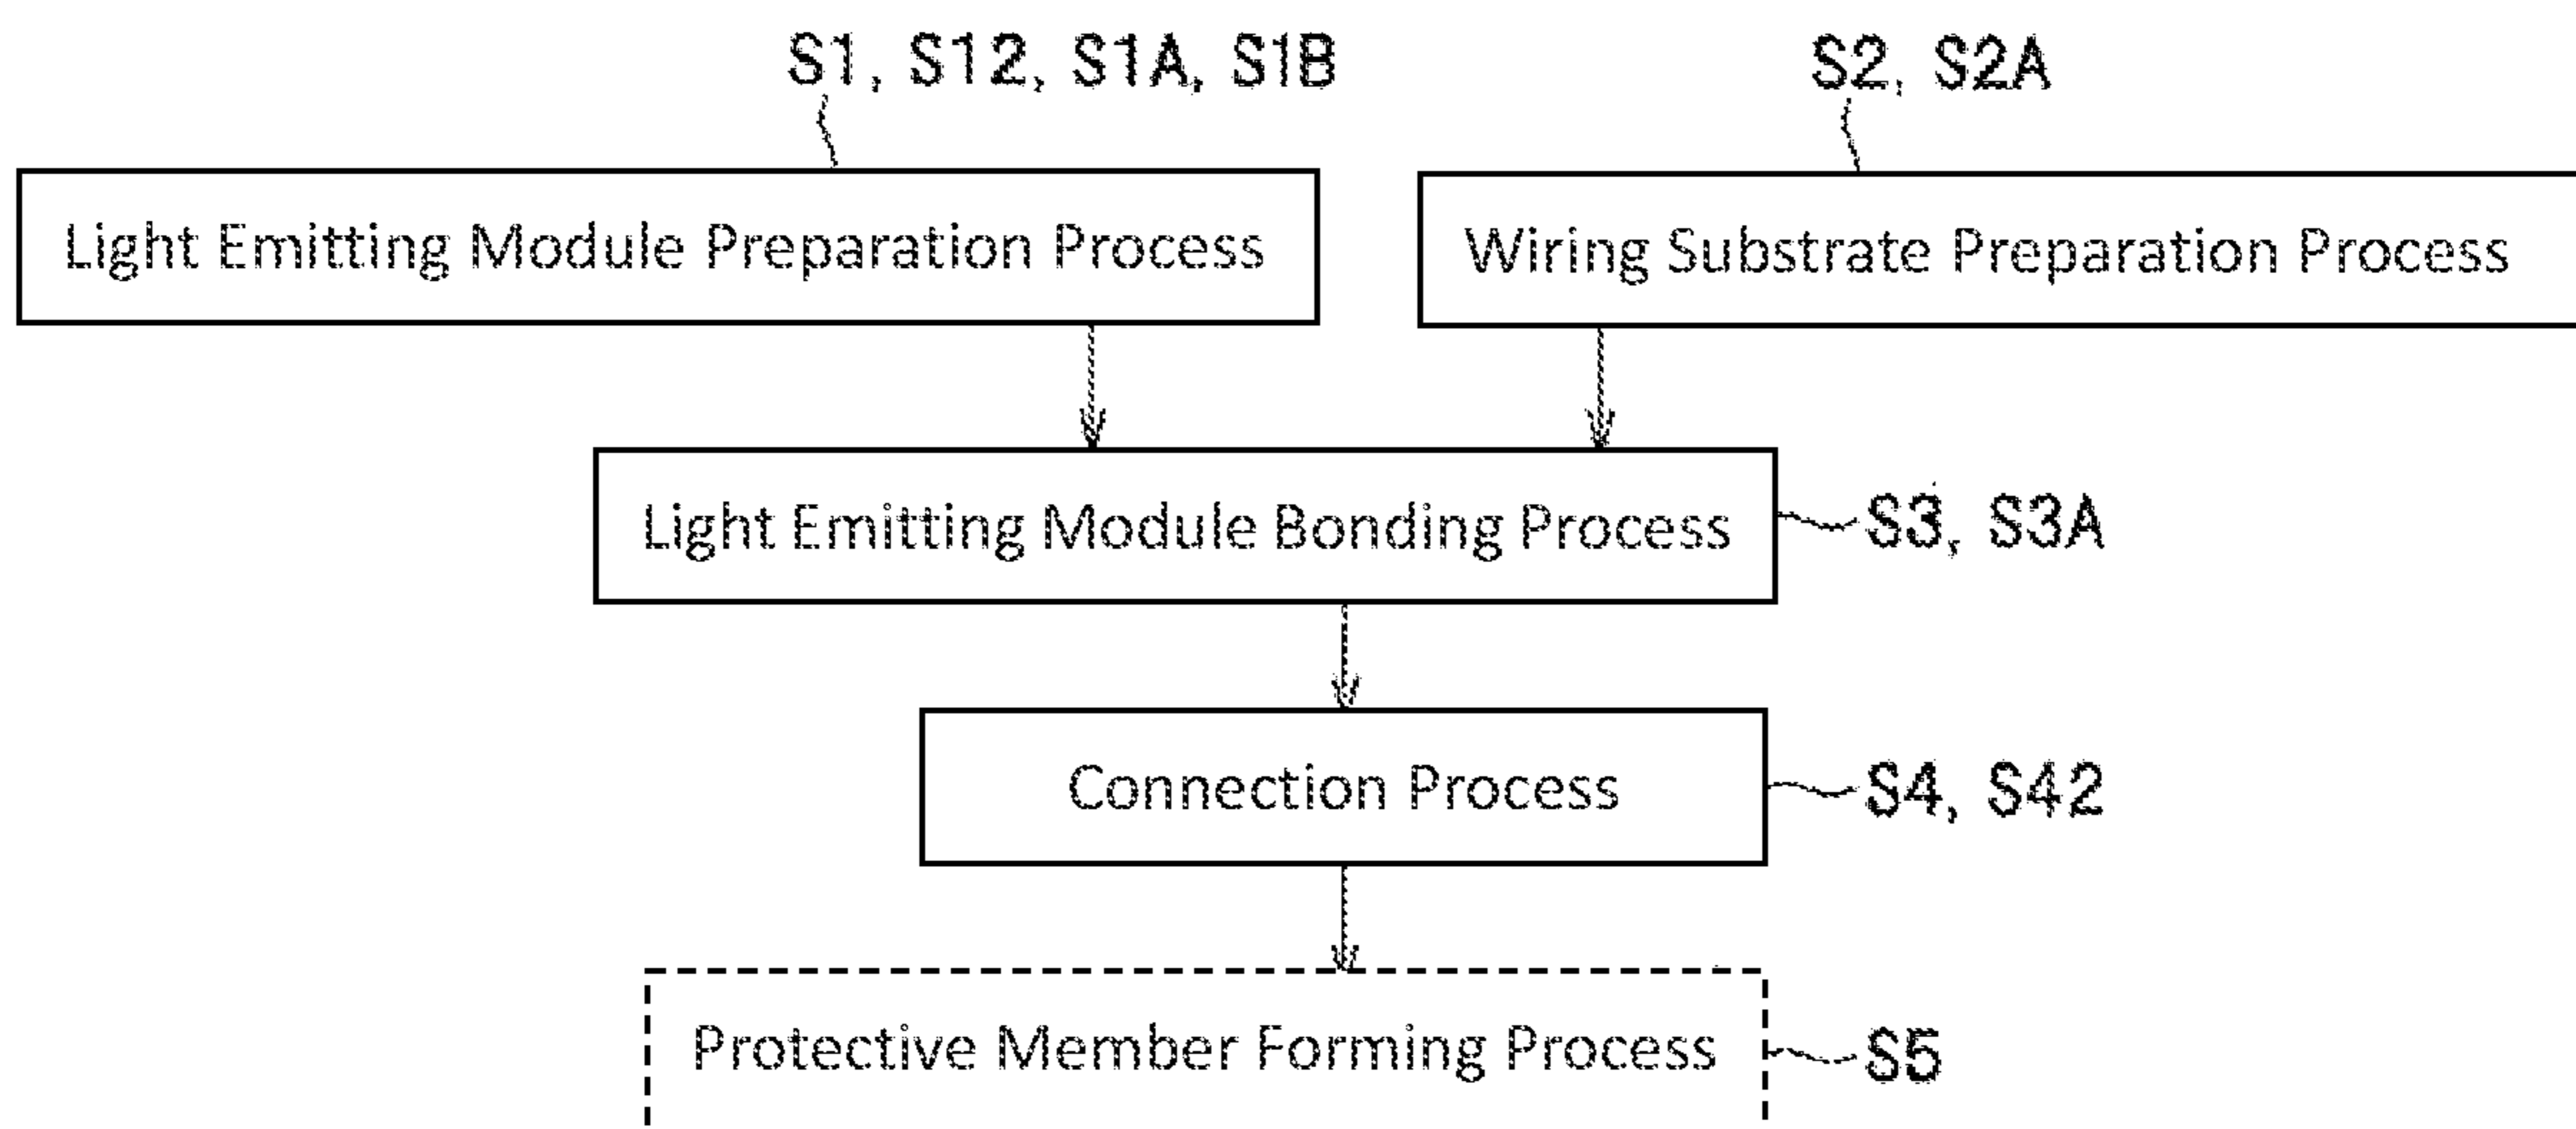 S1, S12, S1A, S1B
S2, S2A
Light Emitting Module Preparation Process
Wiring Substrate Preparation Process
Light Emitting Module Bonding Process
S3, S3A
Connection Process
S4, S42
Protective Member Forming Process
S5